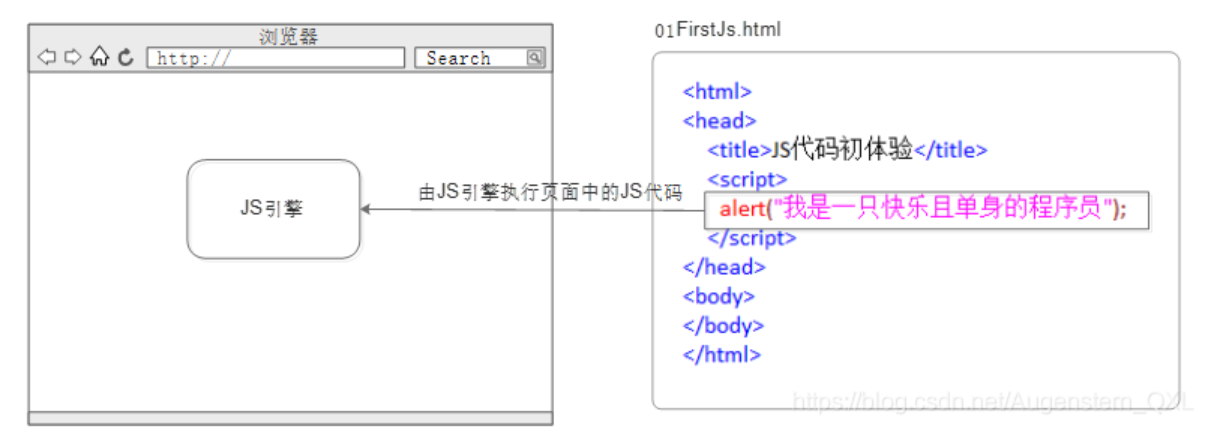 浏览器
http://
Search
JS引擎
由JS引擎执行页面中的JS代码
01FirstJs.html
<html>
<head>
<title>JS代码初体验</title>
<script>
alert("我是一只快乐且单身的程序员");
</script>
</head>
<body>
</body>
</html>
https://blog.csdn.net/Augenstern_QXL